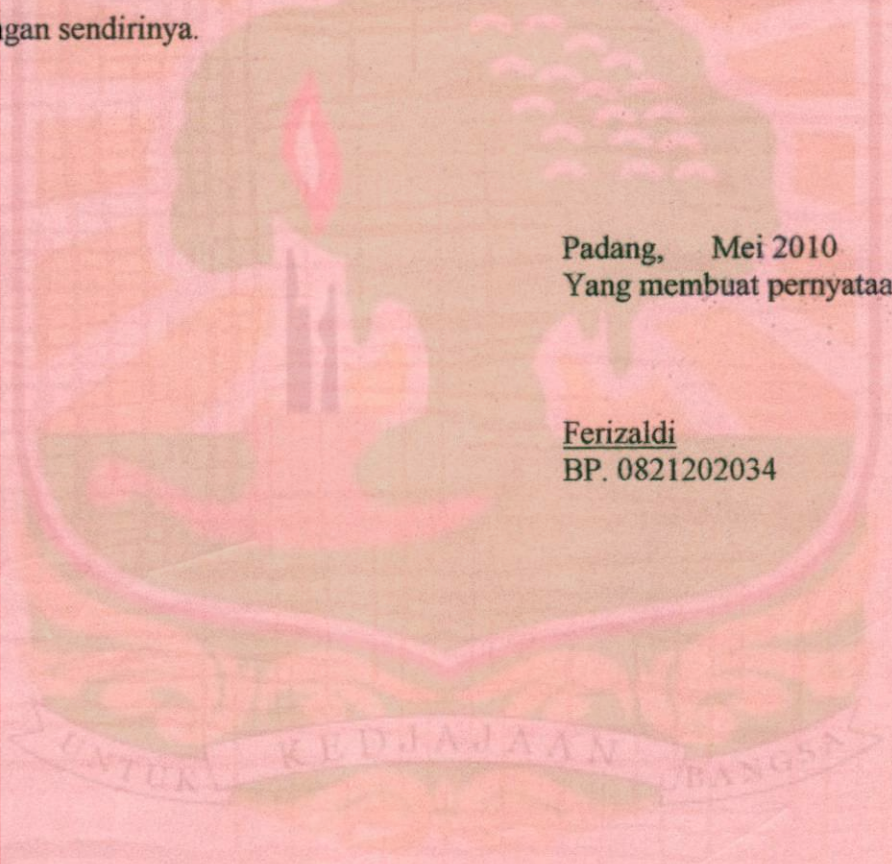 ngan sendirinya.
Padang, Mei 2010
Yang membuat pernyataa
Ferizaldi
BP. 0821202034
UNTUK KEDJAJAAN BANGSA